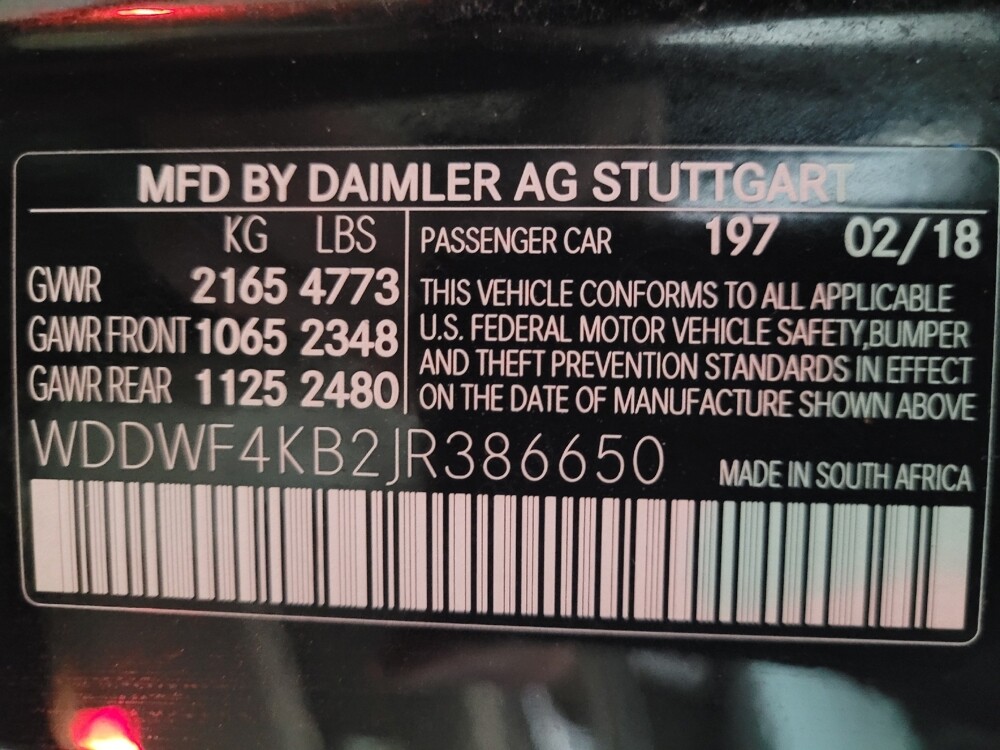 MFD BY DAIMLER AG STUTTGART
KG LBS
GVWR 2165 4773
GAWR FRONT 1065 2348
GAWR REAR 1125 2480
PASSENGER CAR 197 02/18
THIS VEHICLE CONFORMS TO ALL APPLICABLE
U.S. FEDERAL MOTOR VEHICLE SAFETY,BUMPER
AND THEFT PREVENTION STANDARDS IN EFFECT
ON THE DATE OF MANUFACTURE SHOWN ABOVE
WDDWF4KB2JR386650
MADE IN SOUTH AFRICA